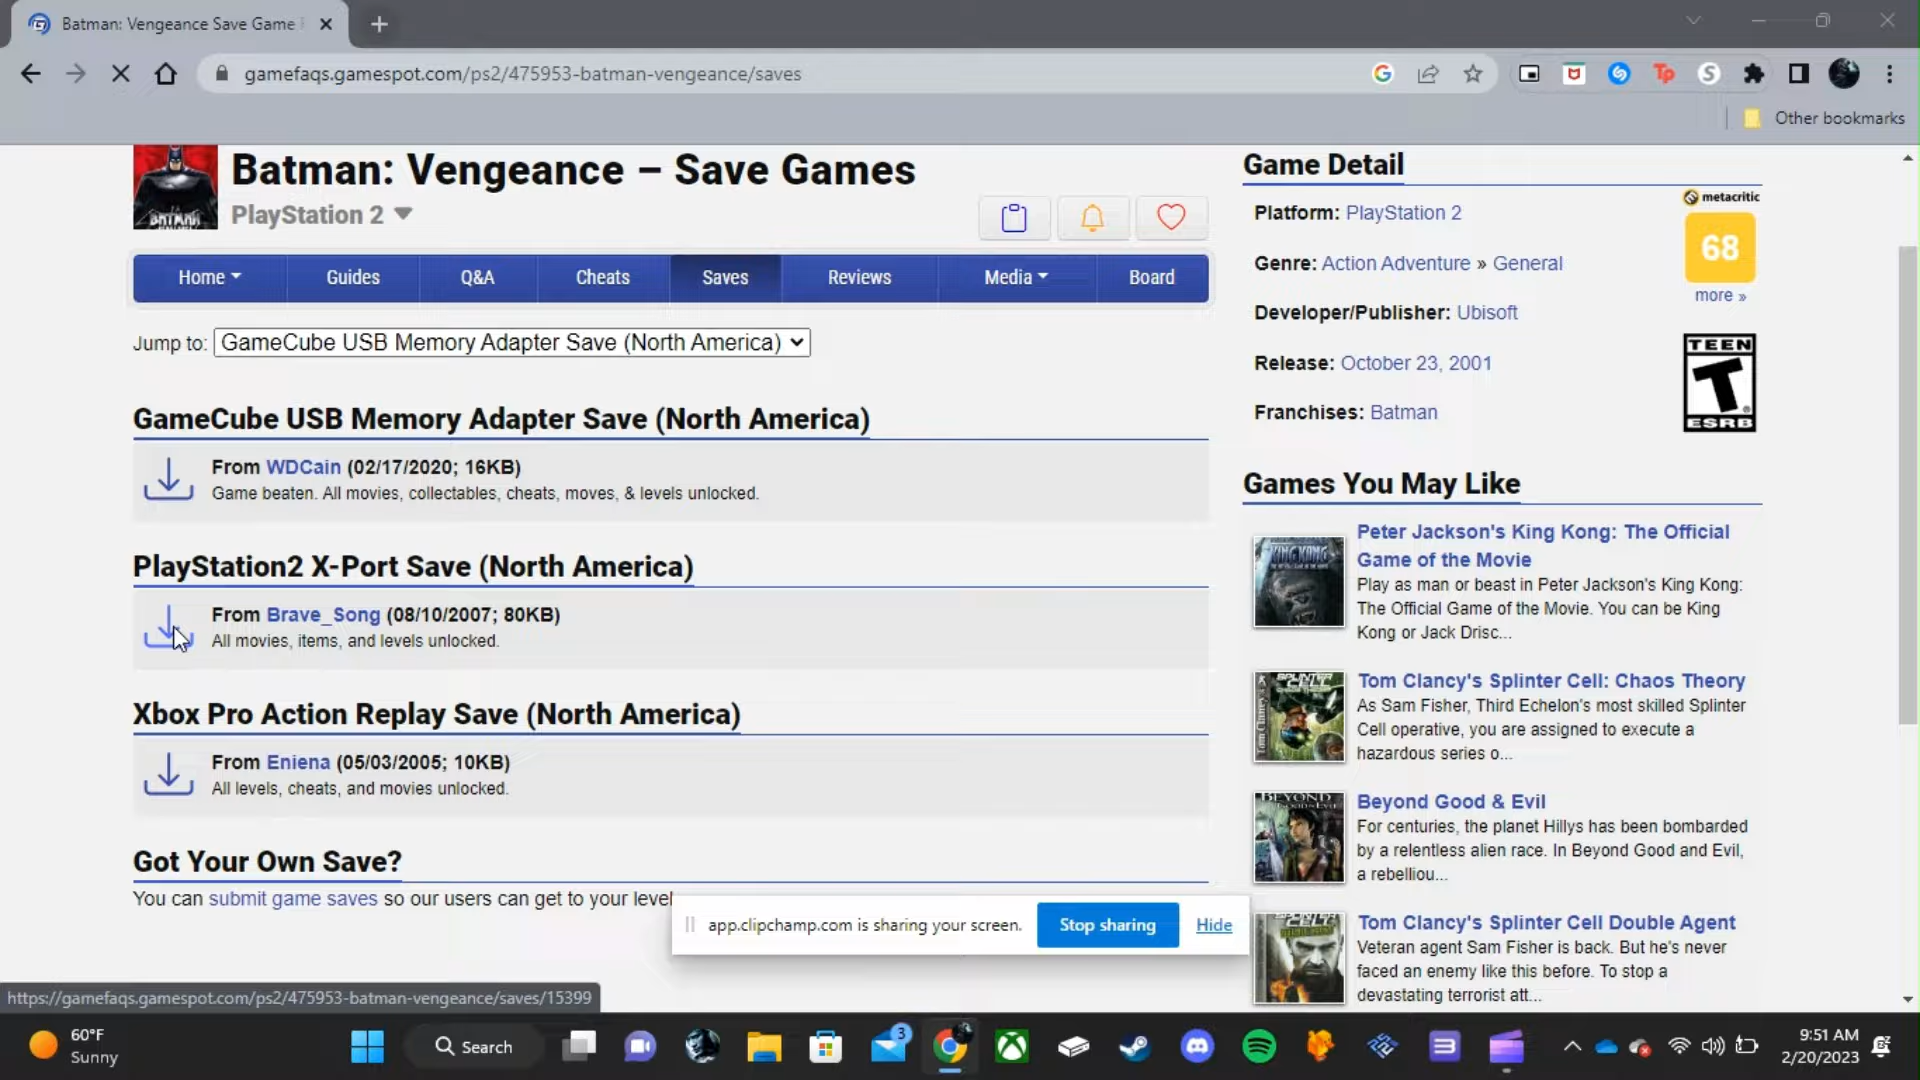 Batman: Vengeance Save Game
gamefaqs.gamespot.com/ps2/475953-batman-vengeance/saves
Other bookmarks
Batman: Vengeance – Save Games
PlayStation 2
Home
Guides
Q&A
Cheats
Saves
Reviews
Media
Board
Jump to: GameCube USB Memory Adapter Save (North America)
GameCube USB Memory Adapter Save (North America)
From WDCain (02/17/2020; 16KB)
Game beaten. All movies, collectables, cheats, moves, & levels unlocked.
PlayStation2 X-Port Save (North America)
From Brave_Song (08/10/2007; 80KB)
All movies, items, and levels unlocked.
Xbox Pro Action Replay Save (North America)
From Eniena (05/03/2005; 10KB)
All levels, cheats, and movies unlocked.
Got Your Own Save?
You can submit game saves so our users can get to your level
Game Detail
Platform: PlayStation 2
Genre: Action Adventure » General
Developer/Publisher: Ubisoft
Release: October 23, 2001
Franchises: Batman
metacritic
68
more »
TEEN
T
ESRB
Games You May Like
Peter Jackson's King Kong: The Official
Game of the Movie
Play as man or beast in Peter Jackson's King Kong:
The Official Game of the Movie. You can be King
Kong or Jack Drisc...
Tom Clancy's Splinter Cell: Chaos Theory
As Sam Fisher, Third Echelon's most skilled Splinter
Cell operative, you are assigned to execute a
hazardous series o...
Beyond Good & Evil
For centuries, the planet Hillys has been bombarded
by a relentless alien race. In Beyond Good and Evil,
a rebelliou...
Tom Clancy's Splinter Cell Double Agent
Veteran agent Sam Fisher is back. But he's never
faced an enemy like this before. To stop a
devastating terrorist att...
app.clipchamp.com is sharing your screen.
Stop sharing
Hide
https://gamefaqs.gamespot.com/ps2/475953-batman-vengeance/saves/15399
60°F
Sunny
Search
3
9:51 AM
2/20/2023